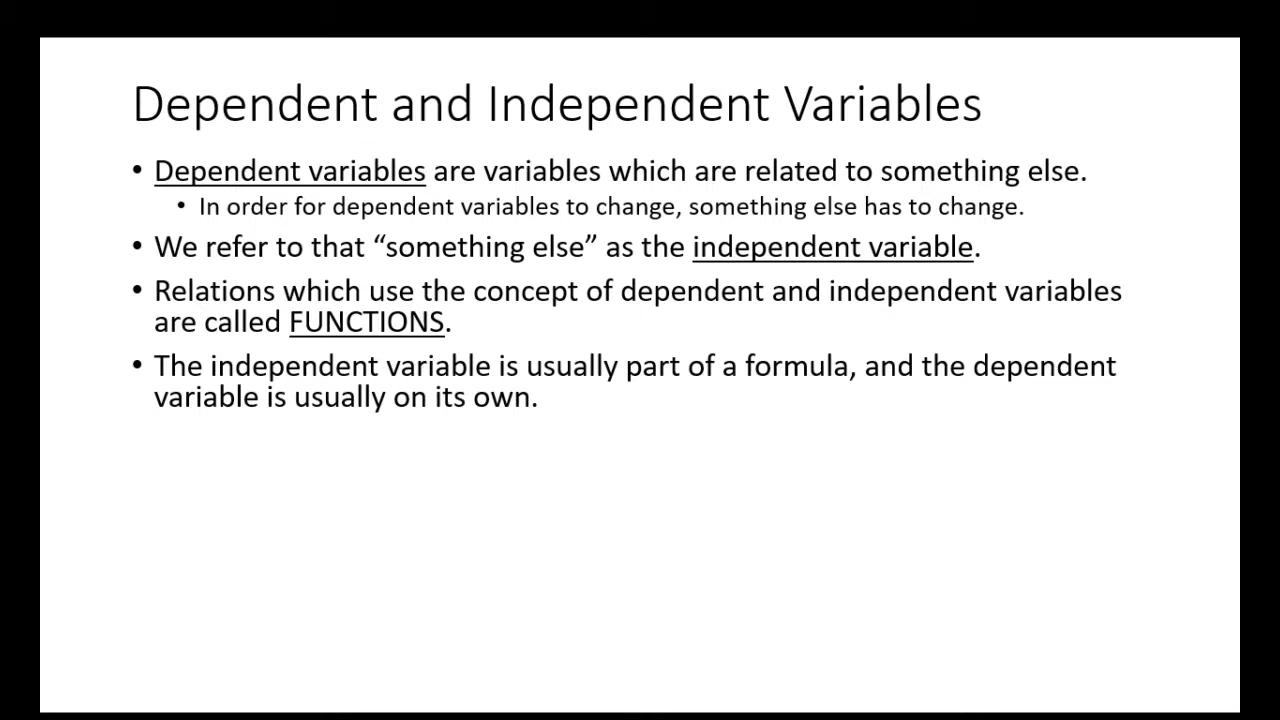 Dependent and Independent Variables
• Dependent variables are variables which are related to something else.
• In order for dependent variables to change, something else has to change.
• We refer to that “something else” as the independent variable.
• Relations which use the concept of dependent and independent variables
are called FUNCTIONS.
• The independent variable is usually part of a formula, and the dependent
variable is usually on its own.